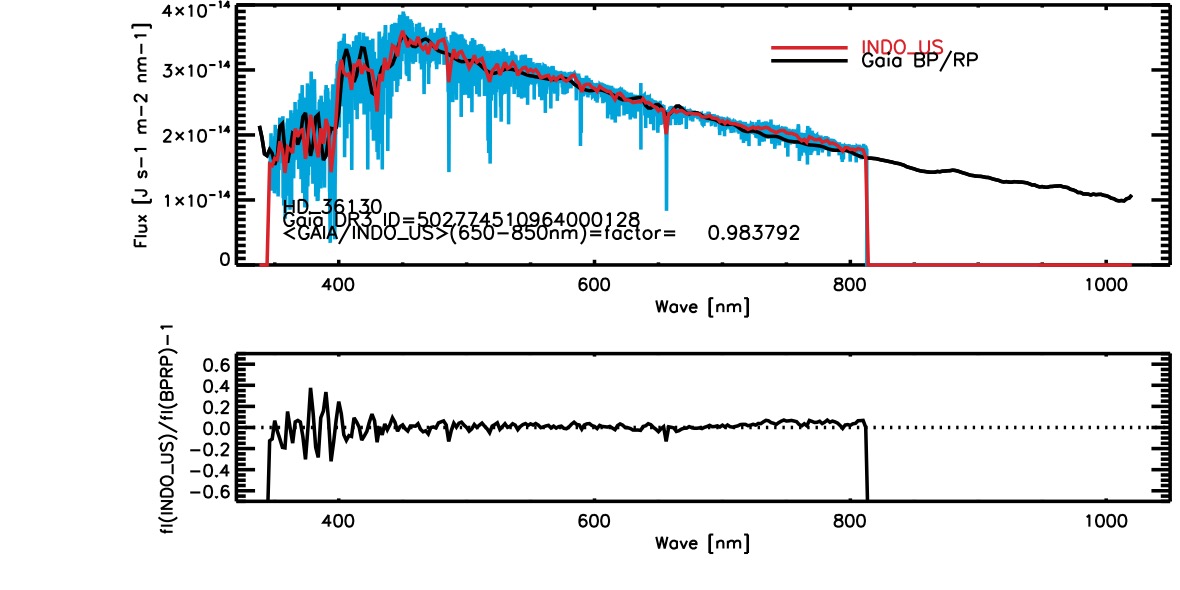 4×10−14
3×10−14
2×10−14
1×10−14
0
Flux [J s−1 m−2 nm−1]
INDO_US
Gaia BP/RP
HD_36130
Gaia DR3 ID=502774510964000128
<GAIA/INDO_US>(650−850nm)=factor= 0.983792
400 600 800 1000
Wave [nm]
fl(INDO_US)/fl(BPRP)−1
0.6
0.4
0.2
0.0
−0.2
−0.4
−0.6
400 600 800 1000
Wave [nm]